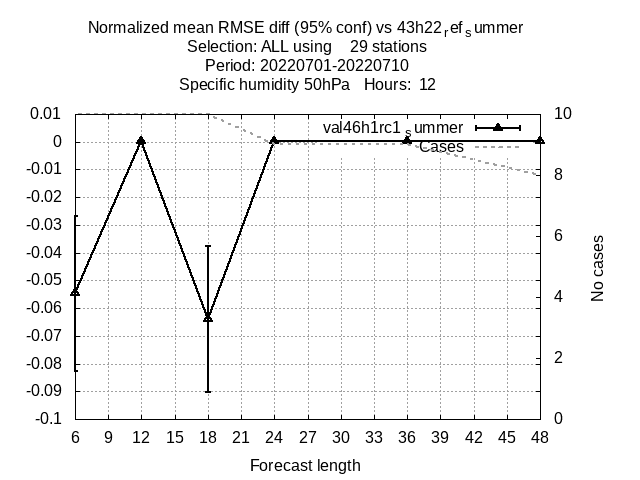 Normalized mean RMSE diff (95% conf) vs 43h22refsummer
Selection: ALL using 29 stations
Period: 20220701-20220710
Specific humidity 50hPa Hours: 12
0.01
0
-0.01
-0.02
-0.03
-0.04
-0.05
-0.06
-0.07
-0.08
-0.09
-0.1
val46h1rc1summer
Cases
10
8
6
4
2
0
No cases
6 9 12 15 18 21 24 27 30 33 36 39 42 45 48
Forecast length